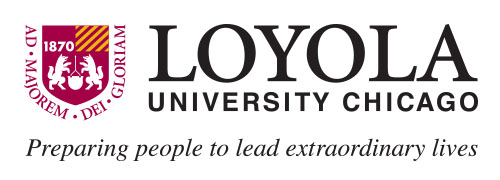 1870
AD • MAJOREM • DEI • GLORIAM
LOYOLA
UNIVERSITY CHICAGO
Preparing people to lead extraordinary lives